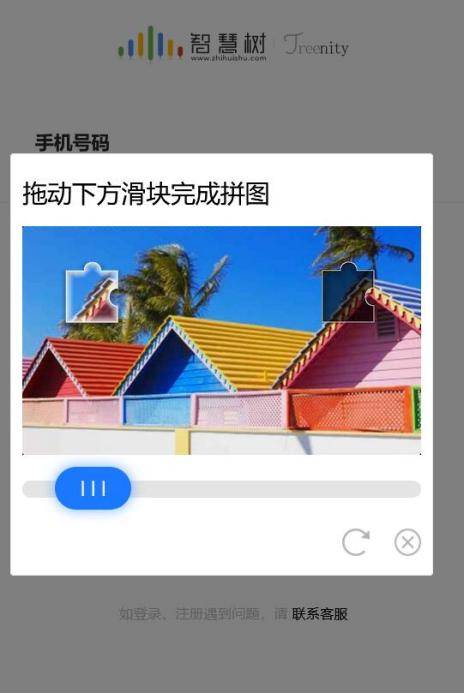 智慧树 Treenity
www.zhihuishu.com
手机号码
拖动下方滑块完成拼图
如登录、注册遇到问题，请 联系客服